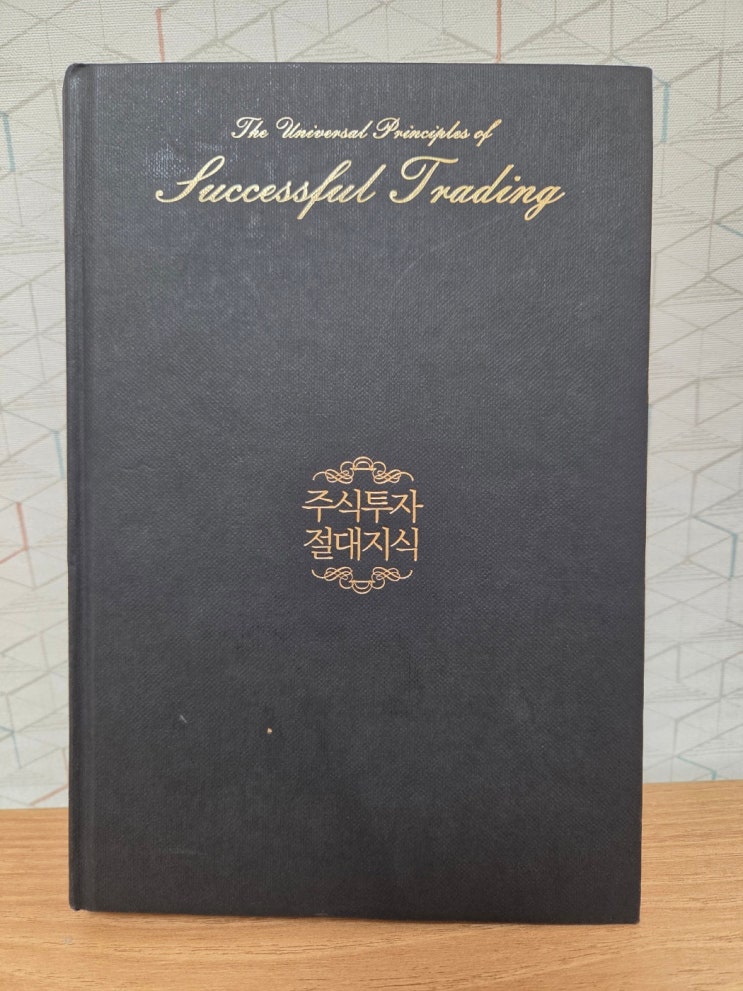 The Universal Principles of
Successful Trading
주식투자
절대지식